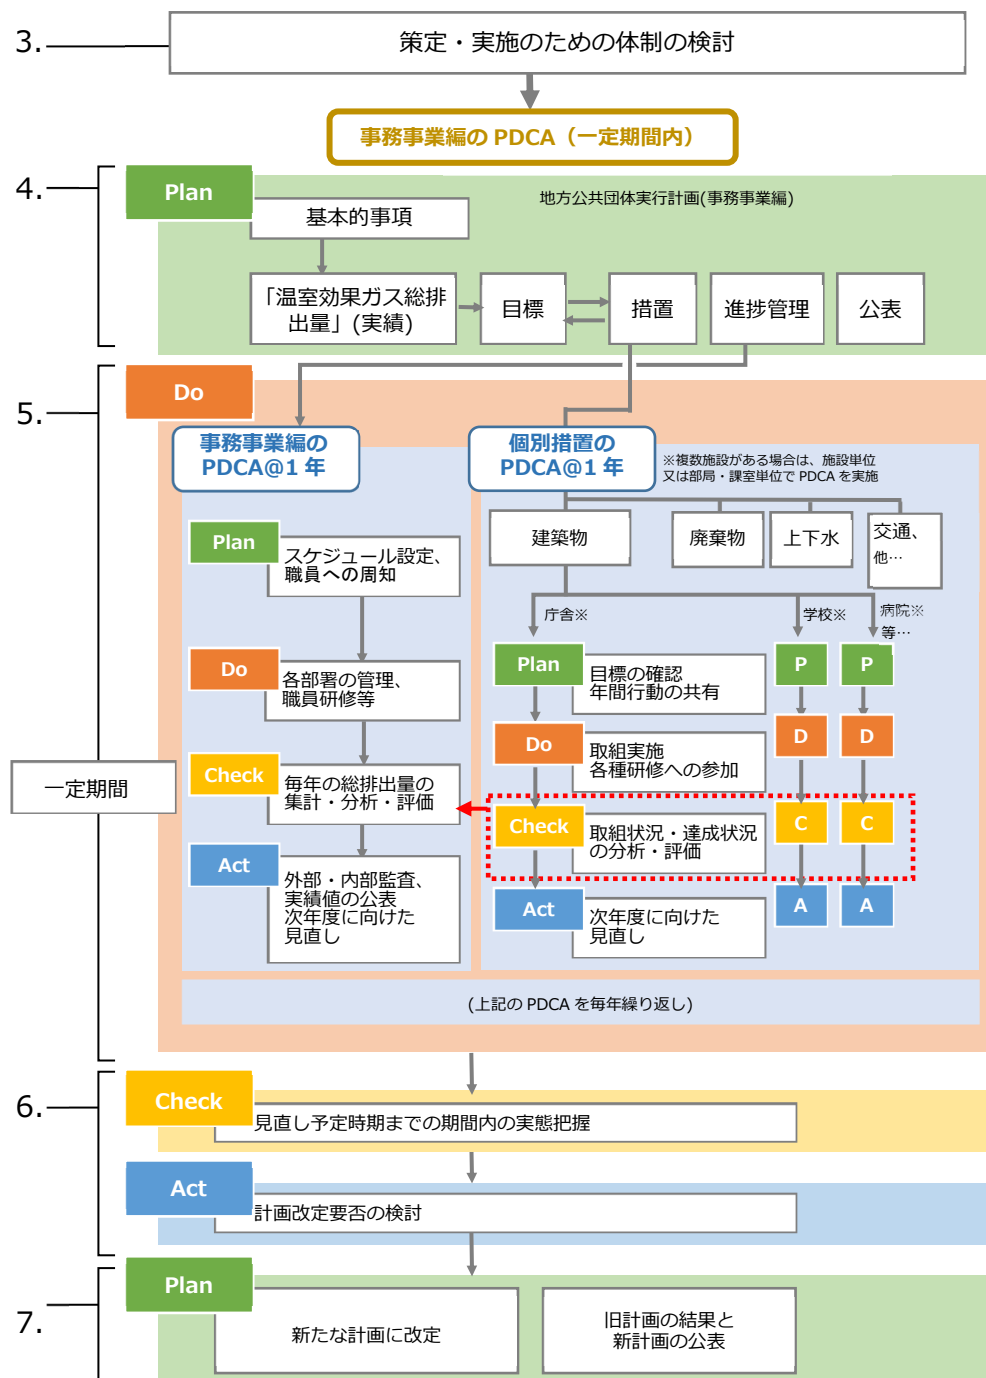 3.
策定・実施のための体制の検討
事務事業編の PDCA（一定期間内）
4.
Plan
地方公共団体実行計画(事務事業編)
基本的事項
「温室効果ガス総排
出量」(実績)
目標
措置
進捗管理
公表
5.
Do
事務事業編の
PDCA@1 年
個別措置の
PDCA@1 年
※複数施設がある場合は、施設単位
又は部局・課室単位で PDCA を実施
Plan
スケジュール設定、
職員への周知
Do
各部署の管理、
職員研修等
Check
毎年の総排出量の
集計・分析・評価
Act
外部・内部監査、
実績値の公表
次年度に向けた
見直し
建築物
廃棄物
上下水
交通、
他…
庁舎※
学校※
病院※
等…
Plan
目標の確認
年間行動の共有
P
P
Do
取組実施
各種研修への参加
D
D
Check
取組状況・達成状況
の分析・評価
C
C
Act
次年度に向けた
見直し
A
A
一定期間
(上記の PDCA を毎年繰り返し)
6.
Check
見直し予定時期までの期間内の実態把握
Act
計画改定要否の検討
7.
Plan
新たな計画に改定
旧計画の結果と
新計画の公表